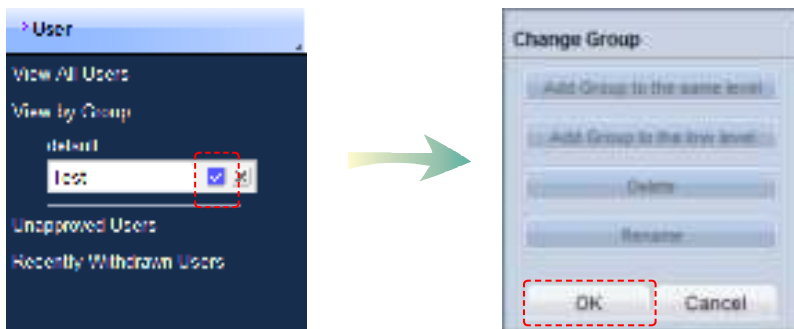 User
View All Users
View by Group
default
Test
Unapproved Users
Recently Withdrawn Users
Change Group
Add Group to the same level
Add Group to the low level
Delete
Rename
OK Cancel